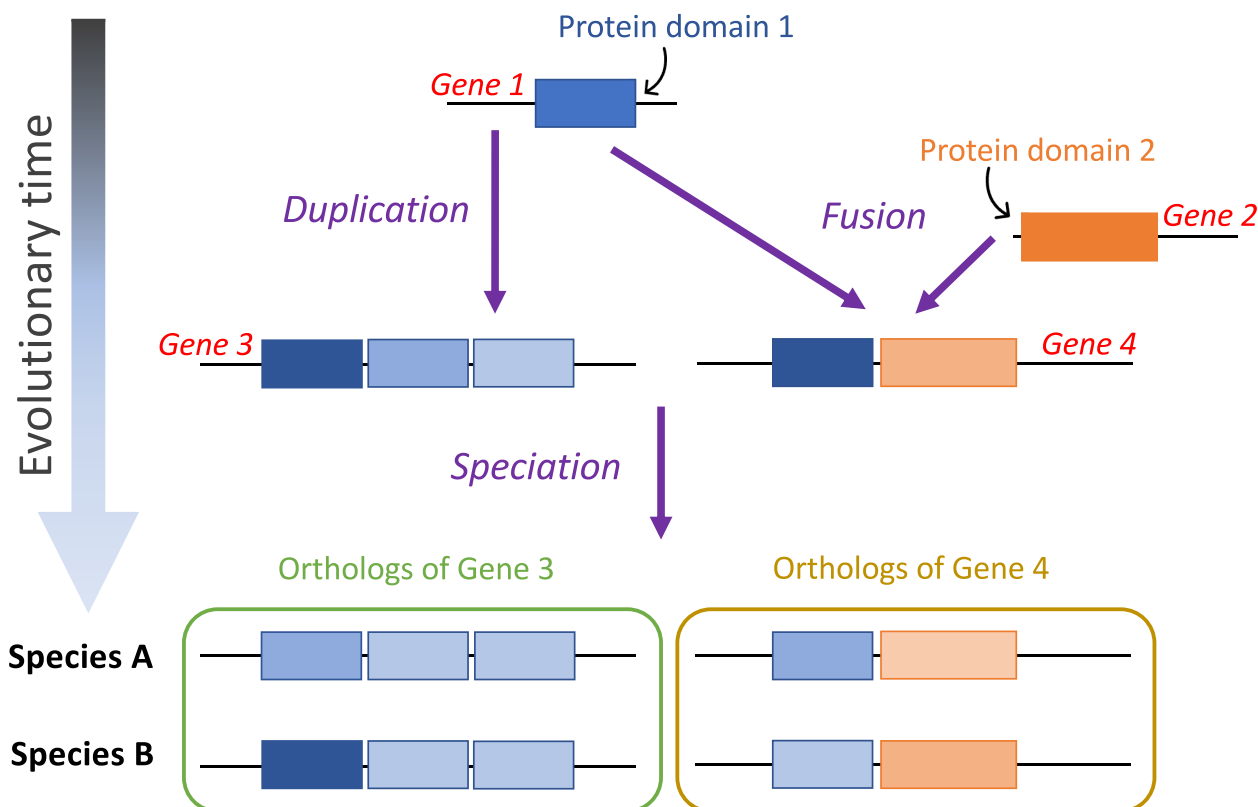 Protein domain 1
Gene 1
Protein domain 2
Duplication
Fusion
Gene 2
Evolutionary time
Gene 3
Gene 4
Speciation
Orthologs of Gene 3
Orthologs of Gene 4
Species A
Species B